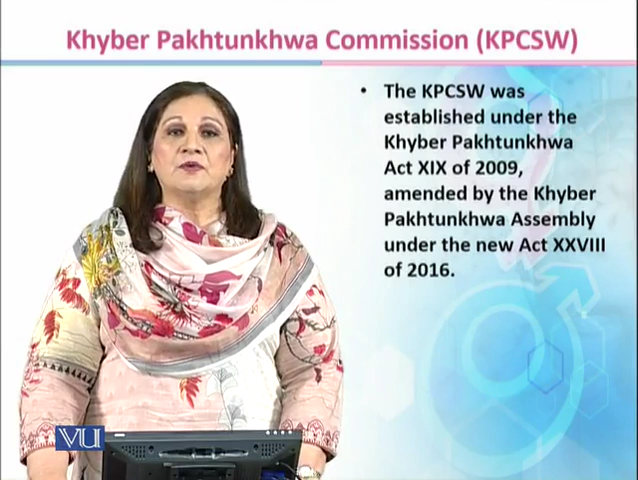 Khyber Pakhtunkhwa Commission (KPCSW)
• The KPCSW was
established under the
Khyber Pakhtunkhwa
Act XIX of 2009,
amended by the Khyber
Pakhtunkhwa Assembly
under the new Act XXVIII
of 2016.
VU